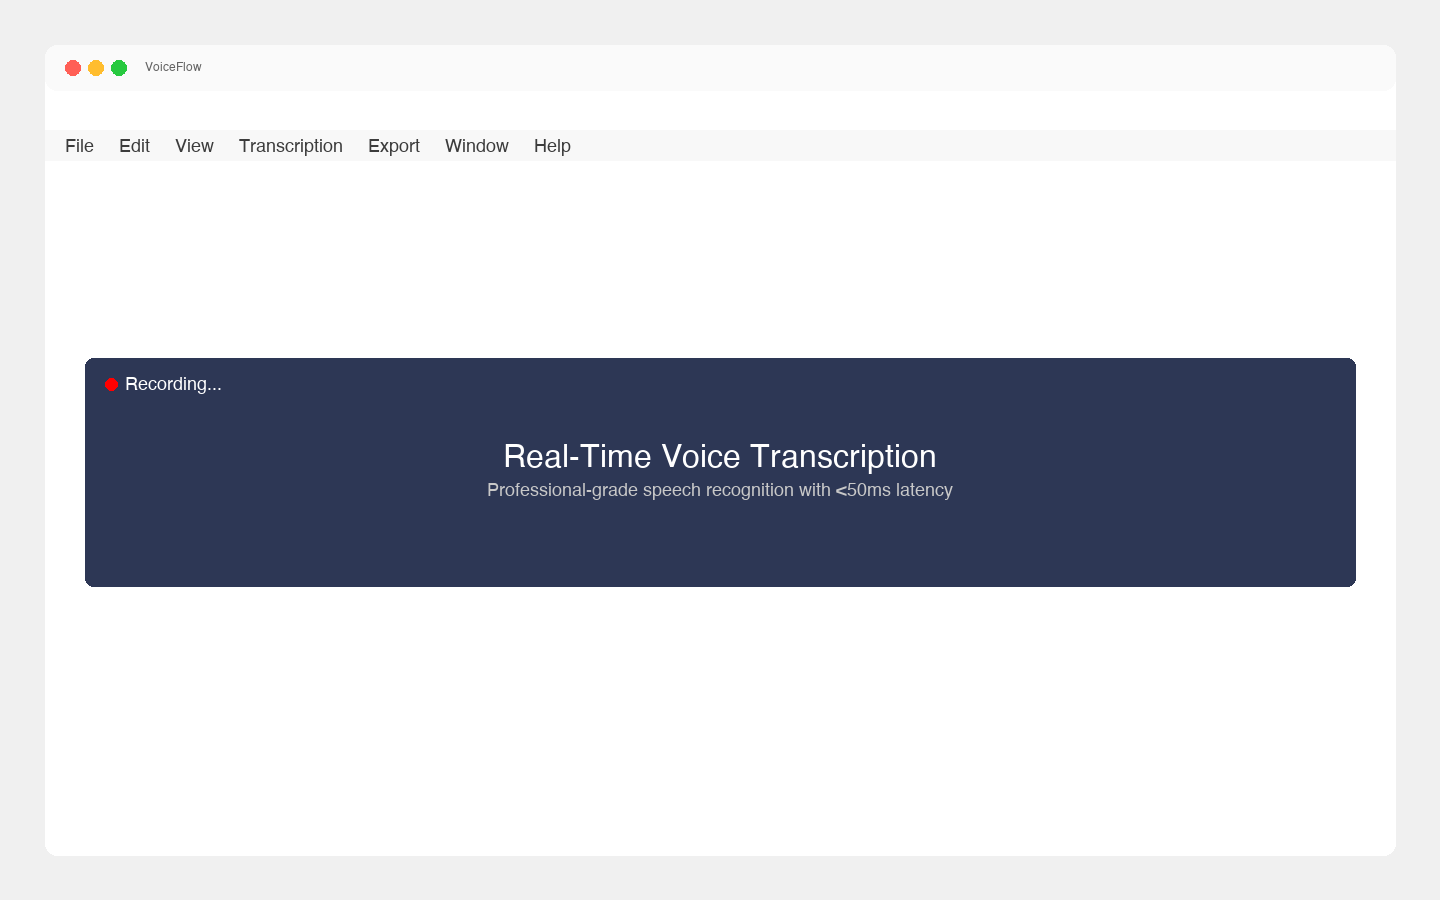 VoiceFlow
File Edit View Transcription Export Window Help
Recording...
Real-Time Voice Transcription
Professional-grade speech recognition with <50ms latency